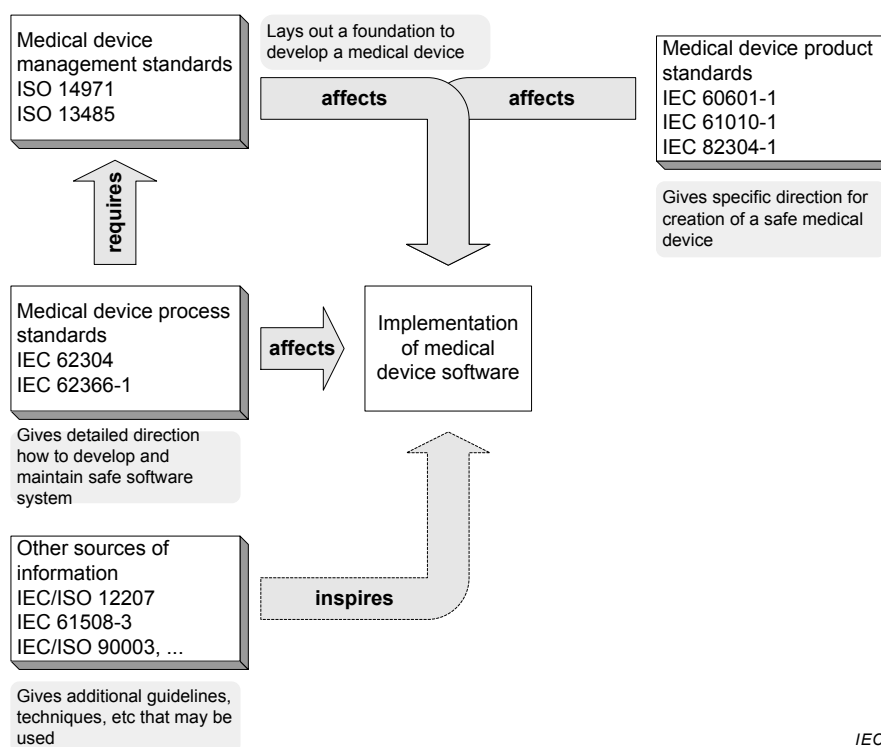 Medical device
management standards
ISO 14971
ISO 13485
Lays out a foundation to
develop a medical device
affects
affects
Medical device product
standards
IEC 60601-1
IEC 61010-1
IEC 82304-1
Gives specific direction for
creation of a safe medical
device
requires
Medical device process
standards
IEC 62304
IEC 62366-1
affects
Implementation
of medical
device software
Gives detailed direction
how to develop and
maintain safe software
system
Other sources of
information
IEC/ISO 12207
IEC 61508-3
IEC/ISO 90003, ...
inspires
Gives additional guidelines,
techniques, etc that may be
used
IEC